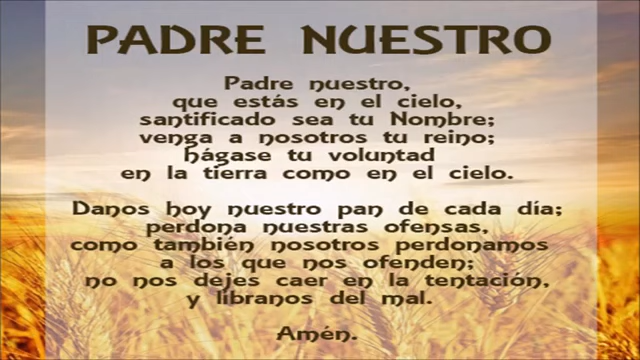 PADRE NUESTRO
Padre nuestro,
que estás en el cielo,
santificado sea tu Nombre;
venga a nosotros tu reino;
hágase tu voluntad
en la tierra como en el cielo.
Danos hoy nuestro pan de cada día;
perdona nuestras ofensas,
como también nosotros perdonamos
a los que nos ofenden;
no nos dejes caer en la tentación,
y líbranos del mal.
Amén.